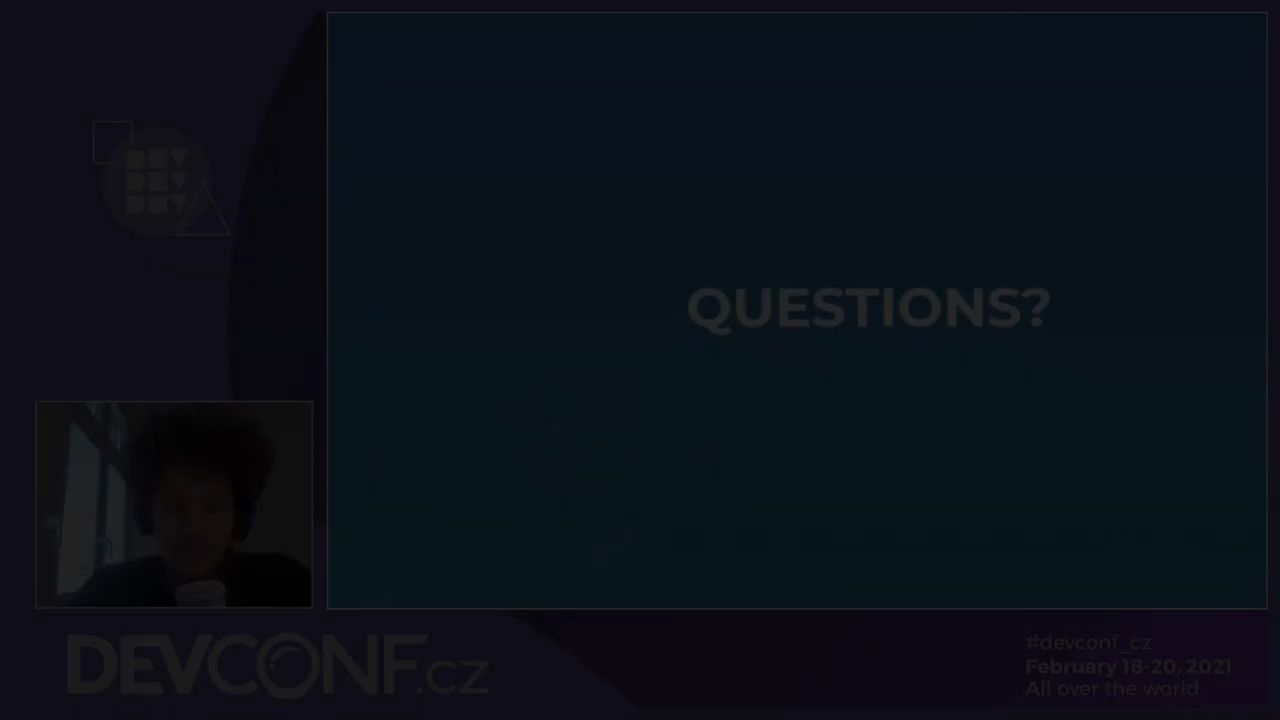 QUESTIONS?
DEVCONF.cz
#devconf_cz
February 18-20, 2021
All over the world